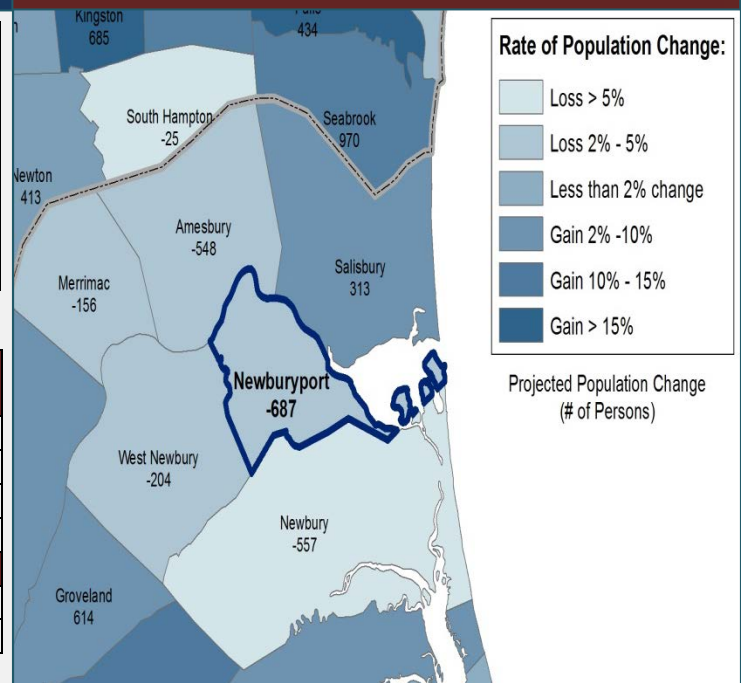 Kingston
685
434
South Hampton
-25
Seabrook
970
Newton
413
Amesbury
-548
Merrimac
-156
Salisbury
313
Newburyport
-687
West Newbury
-204
Newbury
-557
Groveland
614
Rate of Population Change:
Loss > 5%
Loss 2% - 5%
Less than 2% change
Gain 2% -10%
Gain 10% - 15%
Gain > 15%
Projected Population Change
(# of Persons)